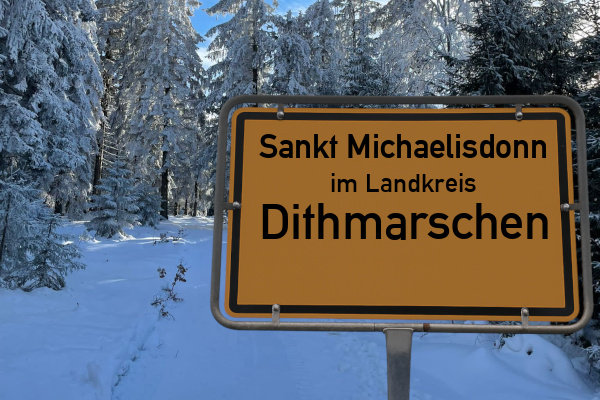 Sankt Michaelisdonn
im Landkreis
Dithmarschen